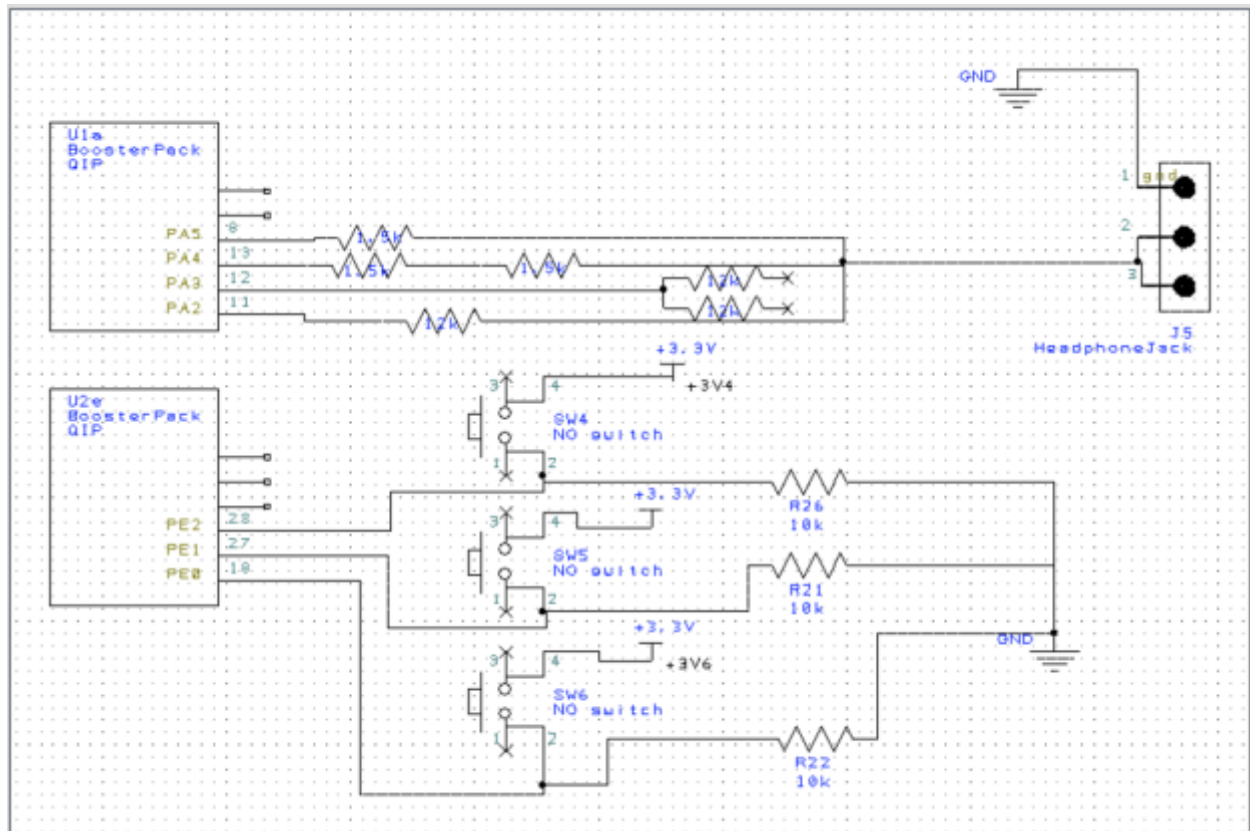 GND
U1a
BoosterPack
QIP
1 gnd
PA5 8
1.5k
2
PA4 13
1.5k
1.5k
3
PA3 12
12k
PA2 11
12k
12k
J5
HeadphoneJack
+3.3V
+3V4
3 4
U2e
BoosterPack
QIP
SW4
NO switch
1 2
+3.3V
R26
10k
PE2 28
3 4
PE1 27
SW5
NO switch
PE0 18
1 2
R21
10k
+3.3V
GND
+3V6
3 4
SW6
NO switch
1 2
R22
10k